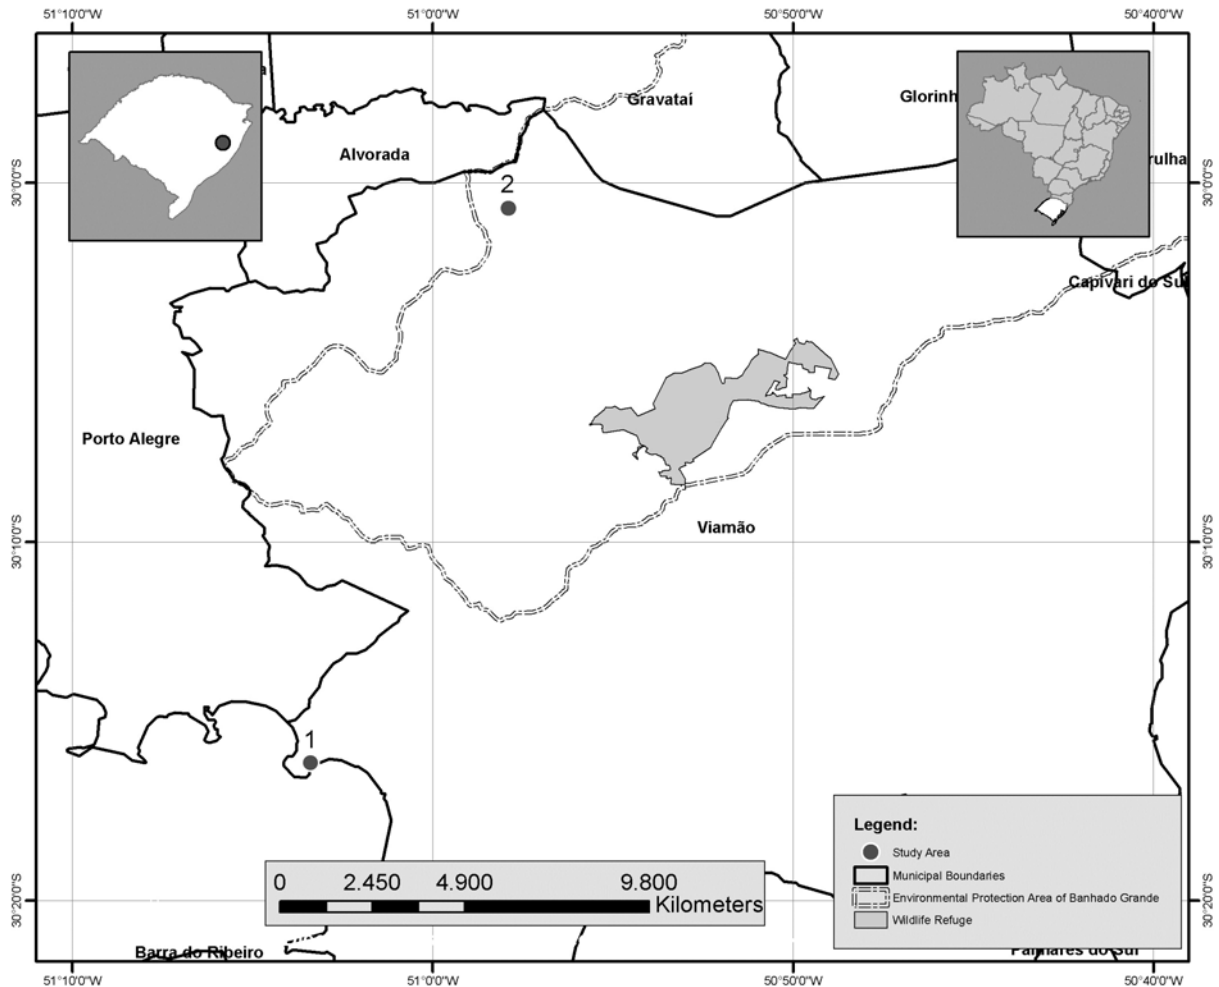 51°10'0"W 51°0'0"W 50°50'0"W 50°40'0"W
Gravataí
Glorinh
a
Alvorada
rulha
30°0'0"S 30°0'0"S
2
Capivari do Su
Porto Alegre
Viamão
30°10'0"S 30°10'0"S
1
Legend:
Study Area
Municipal Boundaries
Environmental Protection Area of Banhado Grande
Wildlife Refuge
0 2.450 4.900 9.800
Kilometers
30°20'0"S 30°20'0"S
Barra do Ribeiro
Palmares do Sul
51°10'0"W 51°0'0"W 50°50'0"W 50°40'0"W